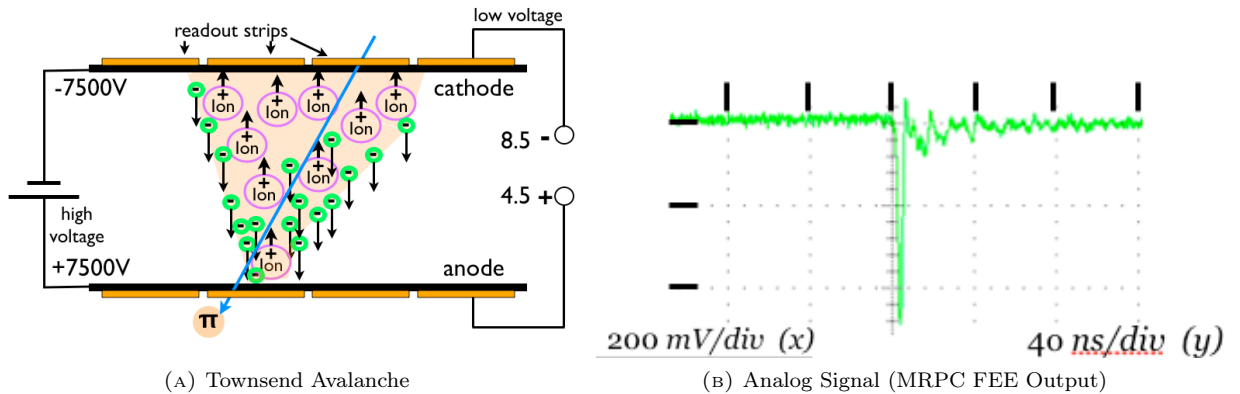 readout strips
low voltage
-7500V
cathode
+ Ion
+ Ion
+ Ion
+ Ion
+ Ion
+ Ion
+ Ion
+ Ion
+ Ion
8.5 -
4.5 +
high
voltage
+7500V
anode
π
200 mV/div (x)
40 ns/div (y)
(A) Townsend Avalanche
(B) Analog Signal (MRPC FEE Output)